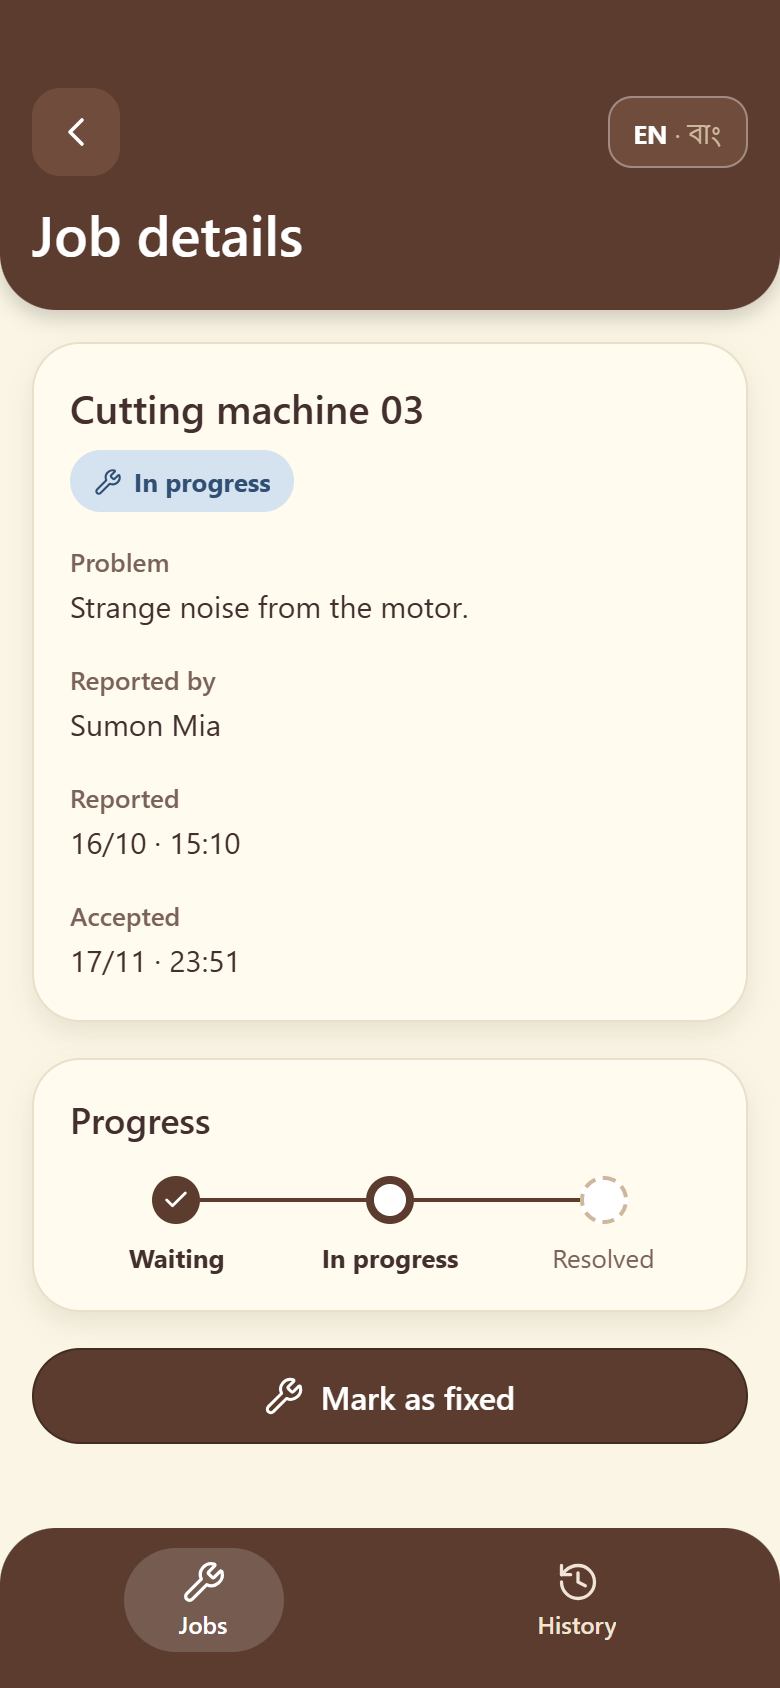 EN · বাং
Job details
Cutting machine 03
In progress
Problem
Strange noise from the motor.
Reported by
Sumon Mia
Reported
16/10 · 15:10
Accepted
17/11 · 23:51
Progress
Waiting
In progress
Resolved
Mark as fixed
Jobs
History